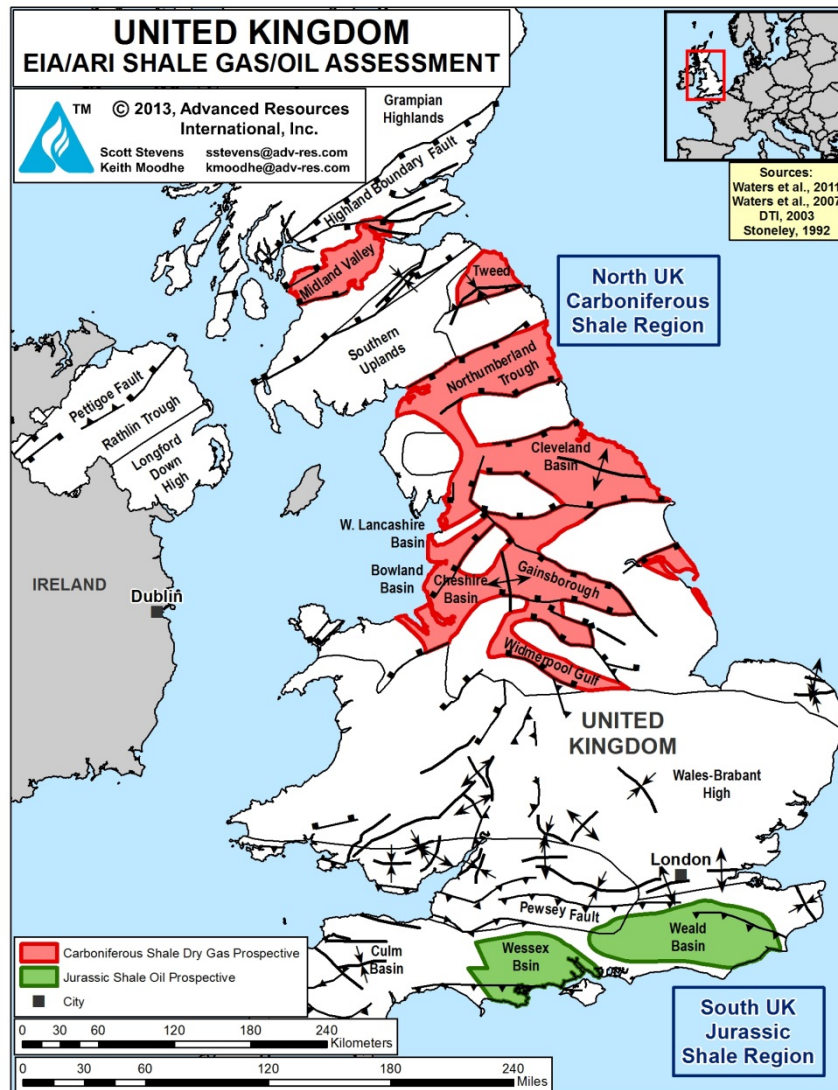 UNITED KINGDOM
EIA/ARI SHALE GAS/OIL ASSESSMENT
TM
© 2013, Advanced Resources
International, Inc.
Scott Stevens sstevens@adv-res.com
Keith Moodhe kmoodhe@adv-res.com
Sources:
Waters et al., 2011
Waters et al., 2007
DTI, 2003
Stoneley, 1992
Grampian
Highlands
Highland Boundary Fault
Midland Valley
Tweed
North UK
Carboniferous
Shale Region
Southern
Uplands
Northumberland
Trough
Pettigoe Fault
Rathlin Trough
Longford
Down
High
Cleveland
Basin
W. Lancashire
Basin
Bowland
Basin
Cheshire
Basin
Gainsborough
IRELAND
Dublin
Widmerpool Gulf
UNITED
KINGDOM
Wales-Brabant
High
London
Pewsey Fault
Weald
Basin
Wessex
Bsin
Culm
Basin
South UK
Jurassic
Shale Region
Carboniferous Shale Dry Gas Prospective
Jurassic Shale Oil Prospective
City
0 30 60 120 180 240
Kilometers
0 30 60 120 180 240
Miles